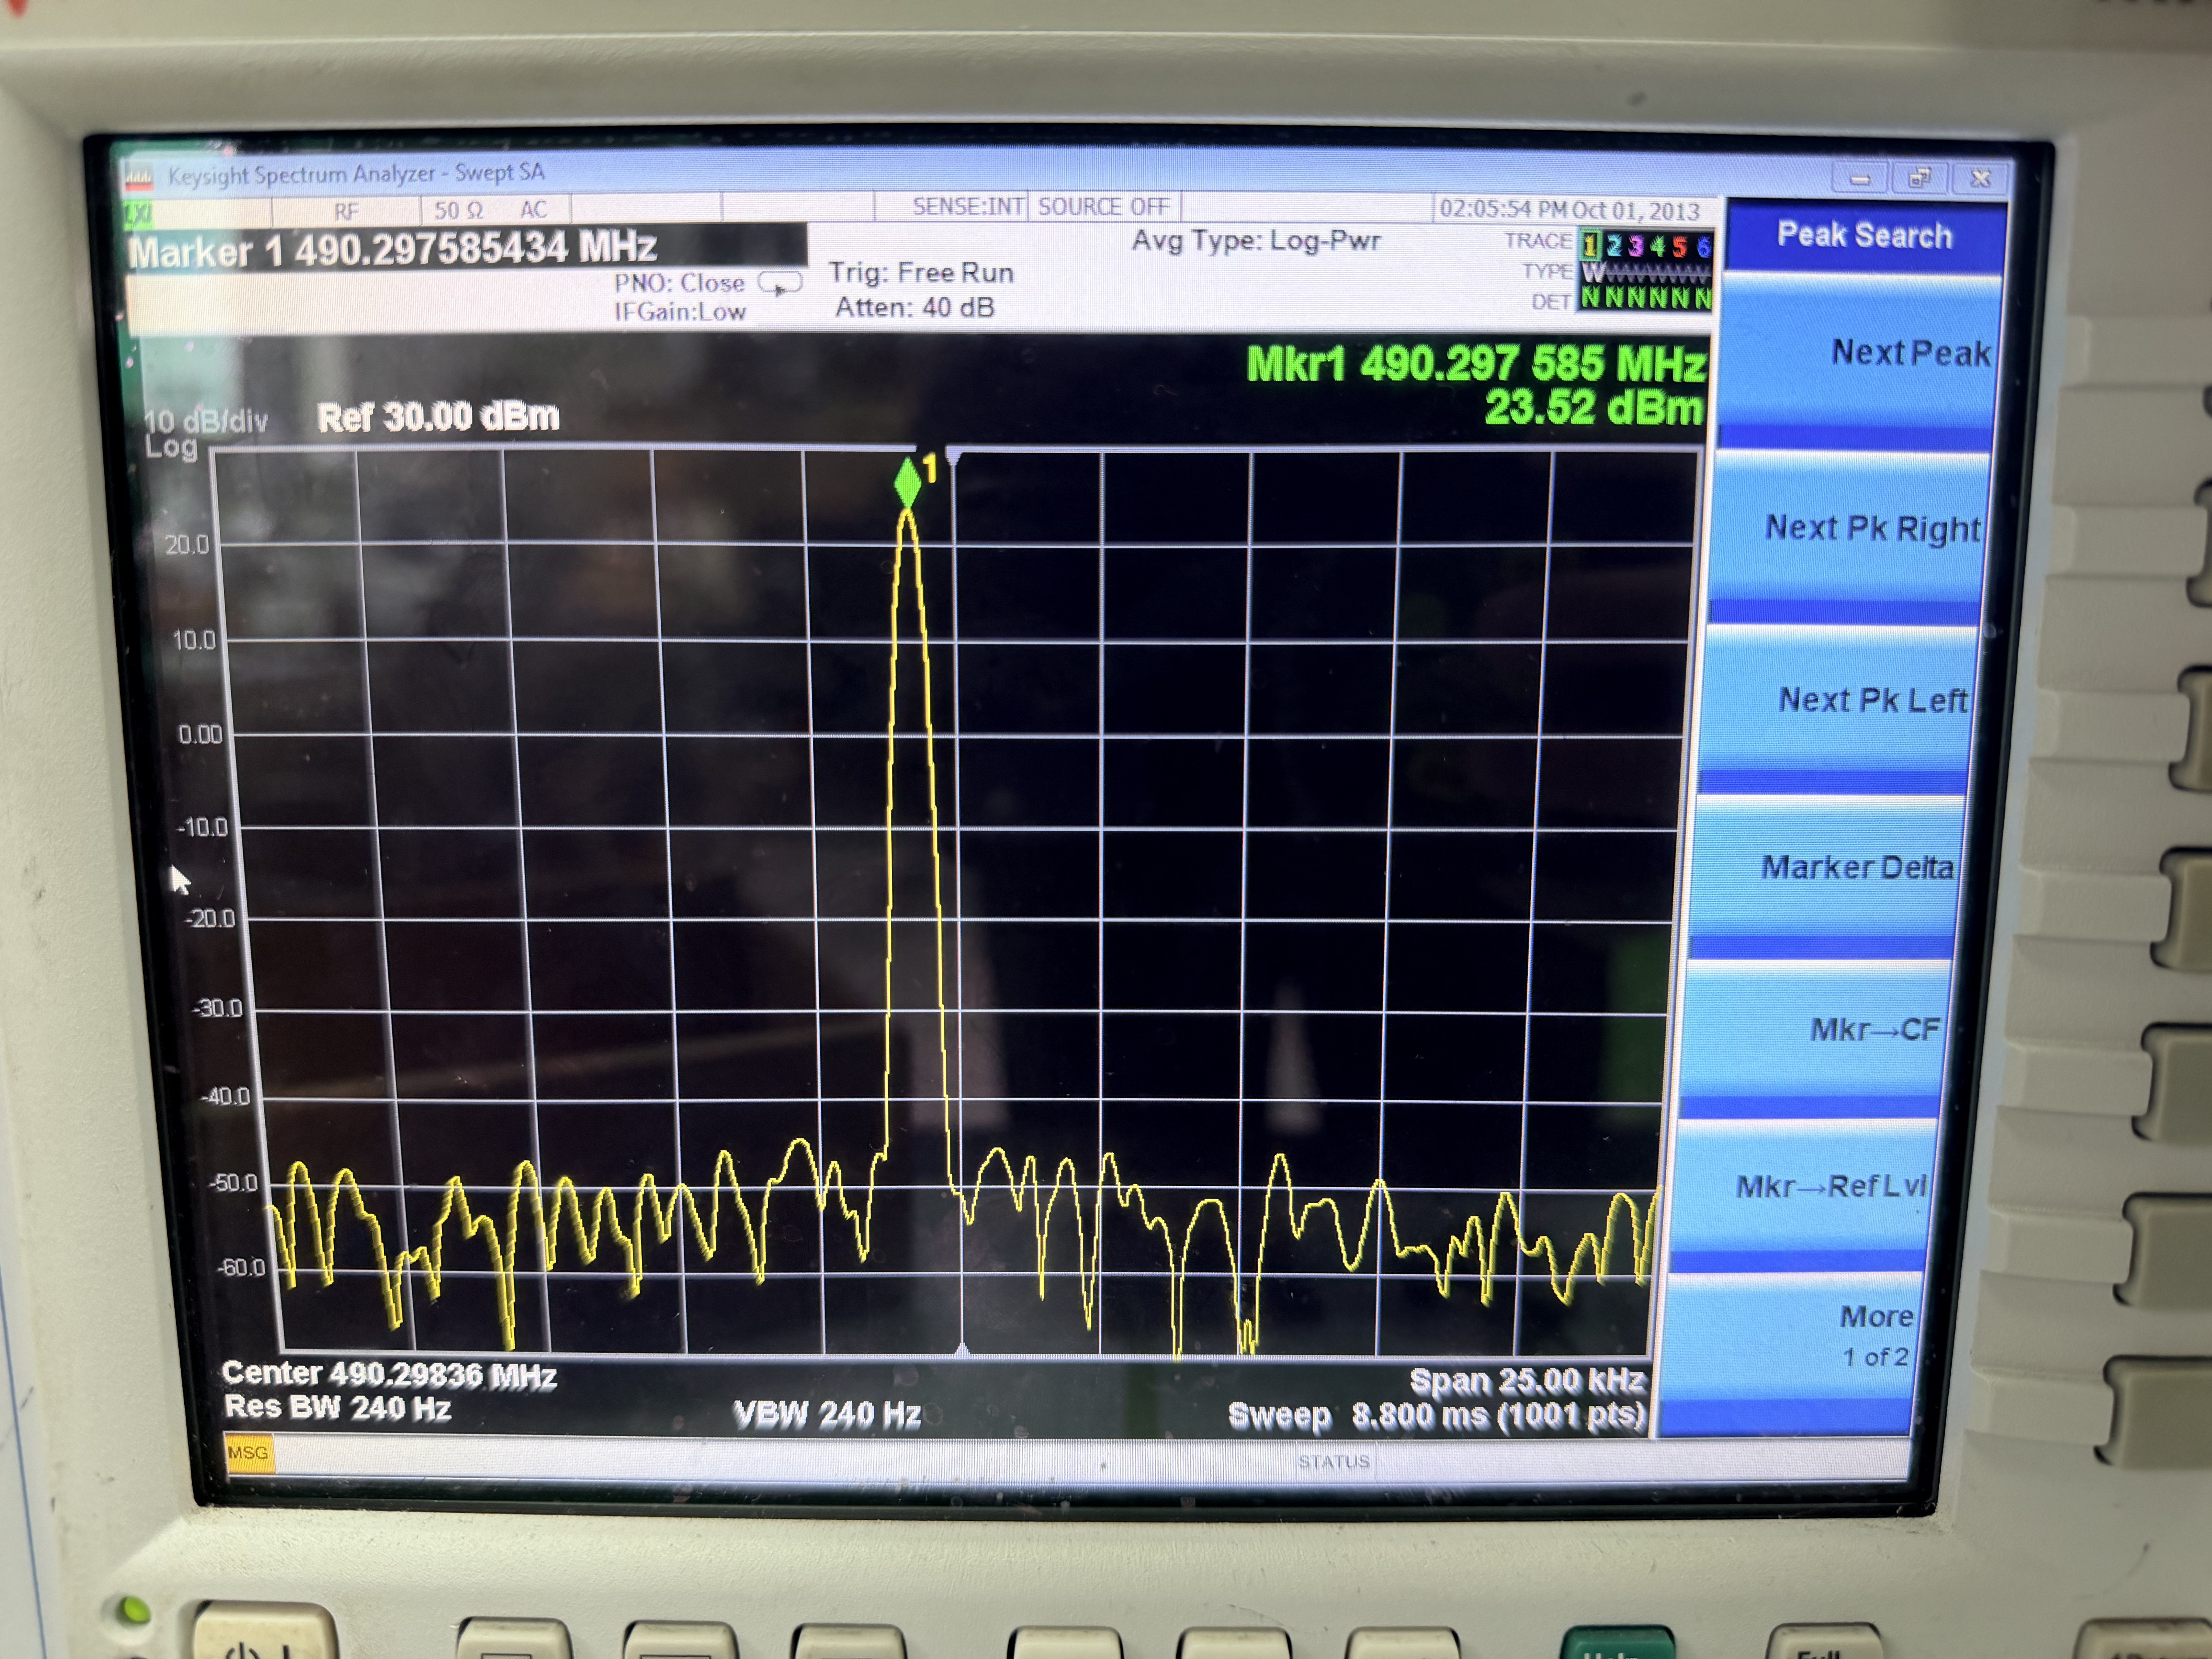 Keysight Spectrum Analyzer - Swept SA
LXI RF 50 Ω AC SENSE:INT SOURCE OFF 02:05:54 PM Oct 01, 2013
Marker 1 490.297585434 MHz
PNO: Close
IFGain:Low
Trig: Free Run
Atten: 40 dB
Avg Type: Log-Pwr
TRACE 1 2 3 4 5 6
TYPE W WWWWWW
DET N N N N N N
Mkr1 490.297 585 MHz
23.52 dBm
10 dB/div
Log
Ref 30.00 dBm
1
20.0
10.0
0.00
-10.0
-20.0
-30.0
-40.0
-50.0
-60.0
Center 490.29836 MHz
Res BW 240 Hz
VBW 240 Hz
Span 25.00 kHz
Sweep 8.800 ms (1001 pts)
MSG
STATUS
Peak Search
Next Peak
Next Pk Right
Next Pk Left
Marker Delta
Mkr→CF
Mkr→Ref Lvl
More
1 of 2
Help
Full